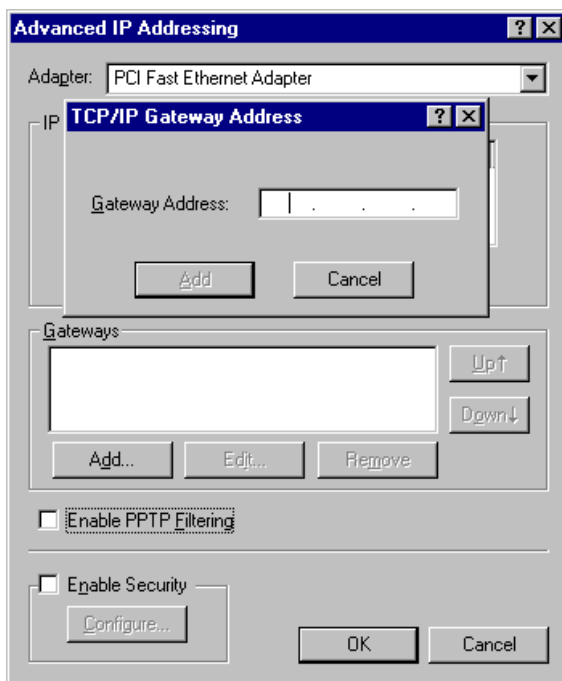 Advanced IP Addressing
Adapter: PCI Fast Ethernet Adapter
IP
TCP/IP Gateway Address
Gateway Address: . . .
Add Cancel
Gateways
Up↑
Down↓
Add... Edit... Remove
Enable PPTP Filtering
Enable Security
Configure...
OK Cancel